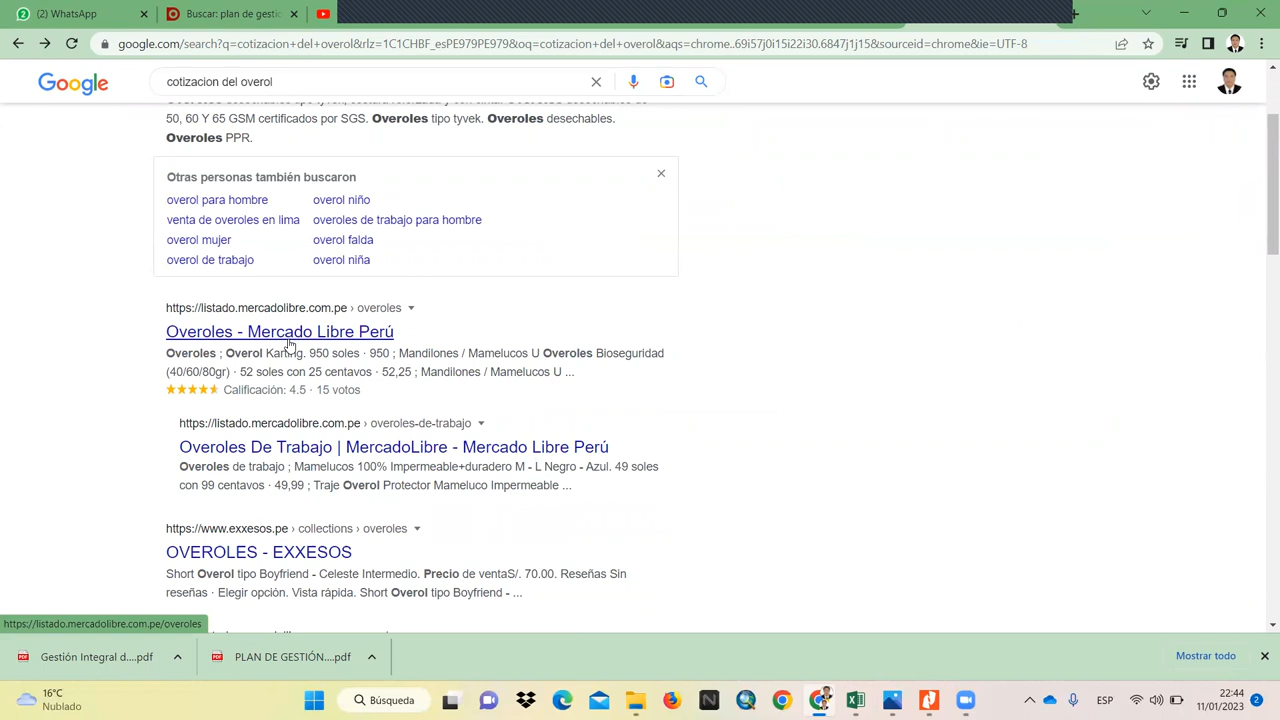 (2) WhatsApp
Buscar: plan de gesti
google.com/search?q=cotizacion+del+overol&rlz=1C1CHBF_esPE979PE979&oq=cotizacion+del+overol&aqs=chrome..69i57j0i15i22i30.6847j1j15&sourceid=chrome&ie=UTF-8
Google
cotizacion del overol
50, 60 Y 65 GSM certificados por SGS. Overoles tipo tyvek. Overoles desechables.
Overoles PPR.
Otras personas también buscaron
overol para hombre overol niño
venta de overoles en lima overoles de trabajo para hombre
overol mujer overol falda
overol de trabajo overol niña
https://listado.mercadolibre.com.pe › overoles
Overoles - Mercado Libre Perú
Overoles ; Overol Karting. 950 soles · 950 ; Mandilones / Mamelucos U Overoles Bioseguridad
(40/60/80gr) · 52 soles con 25 centavos · 52,25 ; Mandilones / Mamelucos U ...
Calificación: 4.5 · 15 votos
https://listado.mercadolibre.com.pe › overoles-de-trabajo
Overoles De Trabajo | MercadoLibre - Mercado Libre Perú
Overoles de trabajo ; Mamelucos 100% Impermeable+duradero M - L Negro - Azul. 49 soles
con 99 centavos · 49,99 ; Traje Overol Protector Mameluco Impermeable ...
https://www.exxesos.pe › collections › overoles
OVEROLES - EXXESOS
Short Overol tipo Boyfriend - Celeste Intermedio. Precio de ventaS/. 70.00. Reseñas Sin
reseñas · Elegir opción. Vista rápida. Short Overol tipo Boyfriend - ...
https://listado.mercadolibre.com.pe/overoles
Gestión Integral d....pdf
PLAN DE GESTIÓN....pdf
Mostrar todo
16°C
Nublado
Búsqueda
ESP
22:44
11/01/2023
2